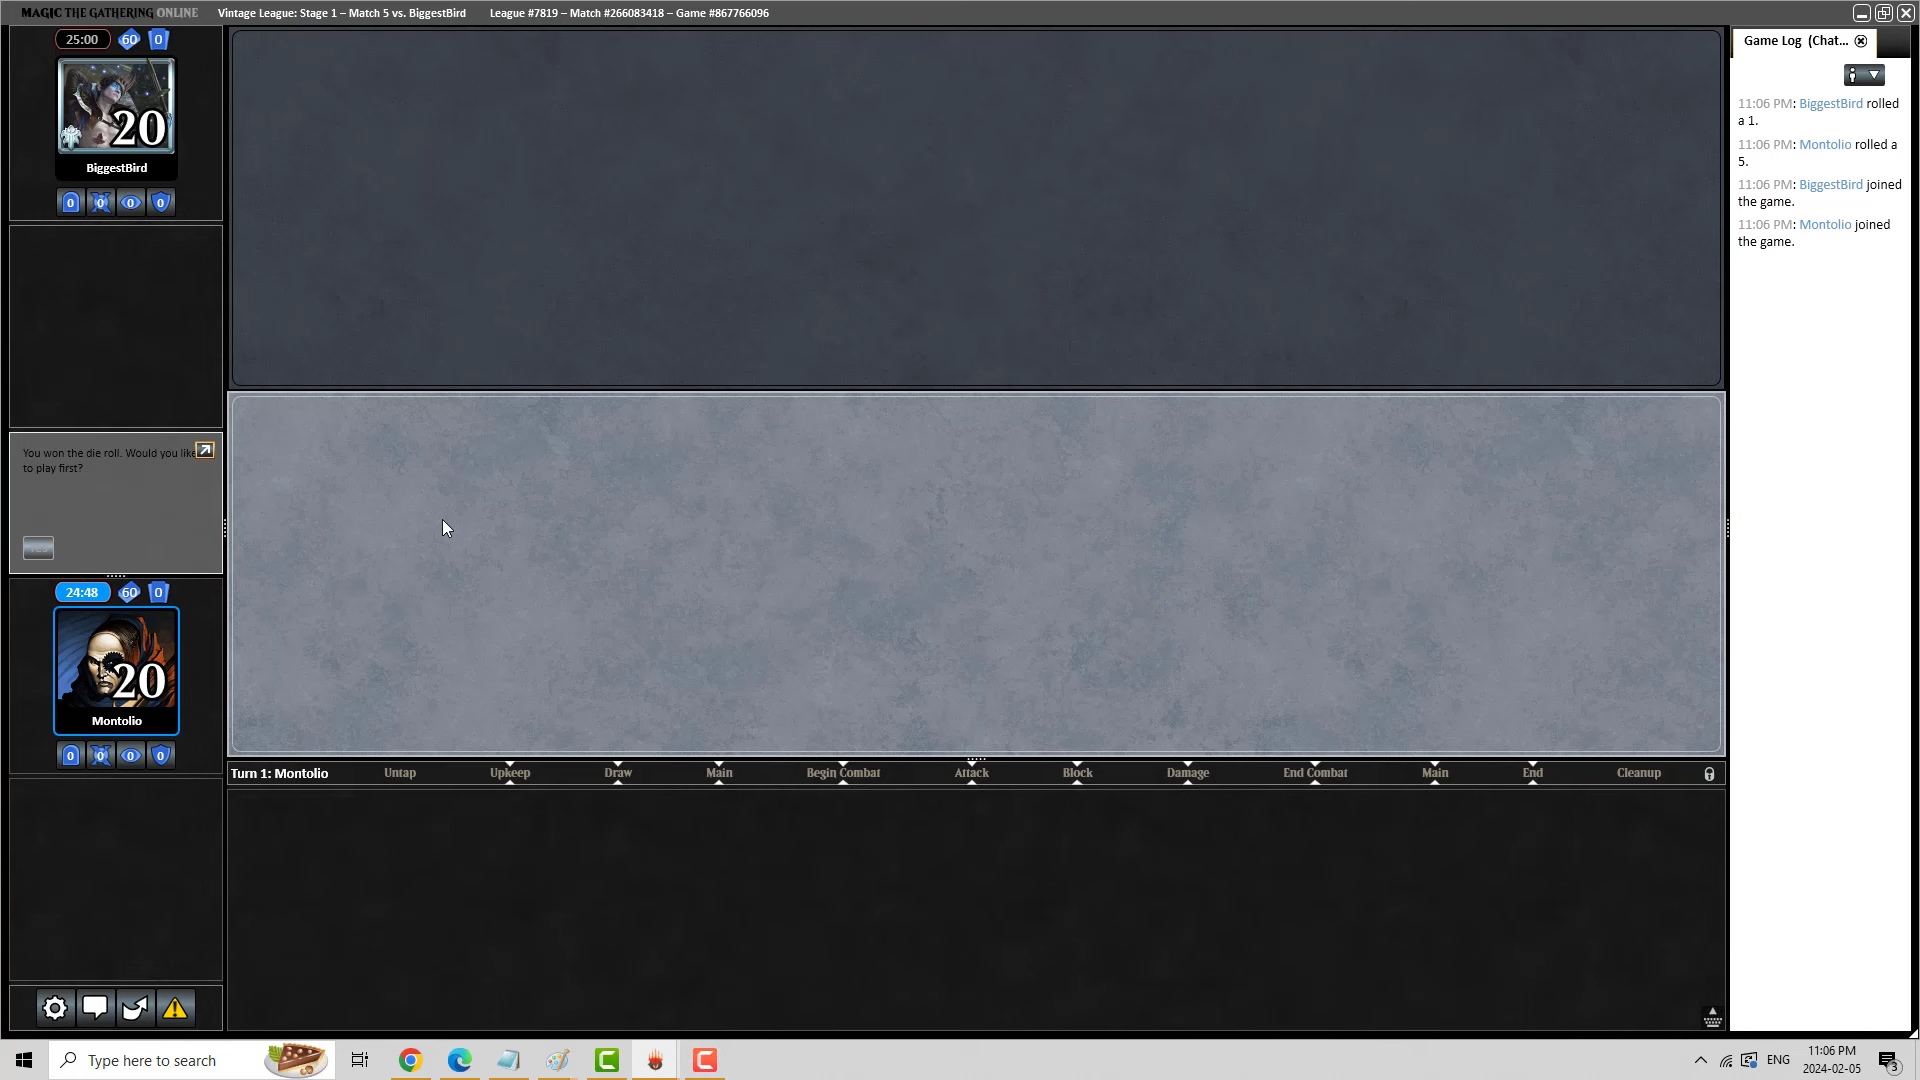 MAGIC THE GATHERING ONLINE Vintage League: Stage 1 – Match 5 vs. BiggestBird League #7819 – Match #266083418 – Game #867766096
25:00 60 0
20
BiggestBird
0 0 0 0
You won the die roll. Would you like
to play first?
24:48 60 0
20
Montolio
0 0 0 0
Turn 1: Montolio Untap Upkeep Draw Main Begin Combat Attack Block Damage End Combat Main End Cleanup
Game Log (Chat...
11:06 PM: BiggestBird rolled
a 1.
11:06 PM: Montolio rolled a
5.
11:06 PM: BiggestBird joined
the game.
11:06 PM: Montolio joined
the game.
Type here to search
ENG
11:06 PM
2024-02-05
3